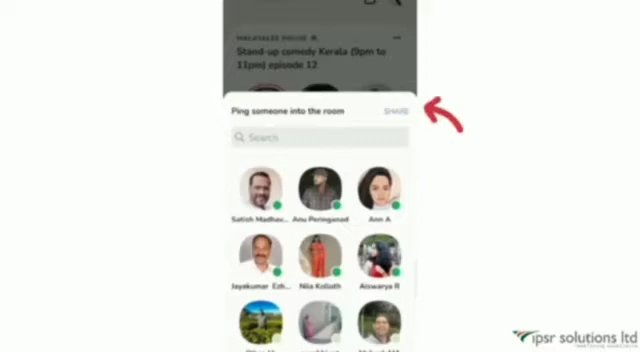 MALAYALEE HOUSE
Stand-up comedy Kerala (9pm to
11pm) episode 12
Ping someone into the room
SHARE
Search
Satish Madhav... Anu Peringanad Ann A
Jayakumar Ezh... Nila Kolloth Aiswarya R
ipsr solutions ltd